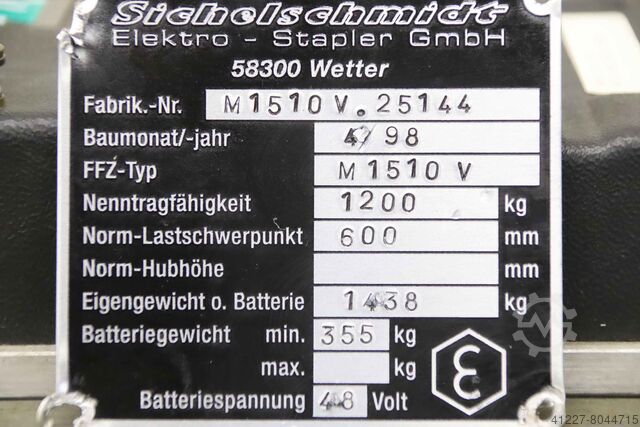 Sichelschmidt
Elektro - Stapler GmbH
58300 Wetter
Fabrik.-Nr. M1510V.25144
Baumonat/-jahr 4/98
FFZ-Typ M1510 V
Nenntragfähigkeit 1200 kg
Norm-Lastschwerpunkt 600 mm
Norm-Hubhöhe mm
Eigengewicht o. Batterie 1438 kg
Batteriegewicht min. 355 kg
max. kg
Batteriespannung 48 Volt
41227-8044715